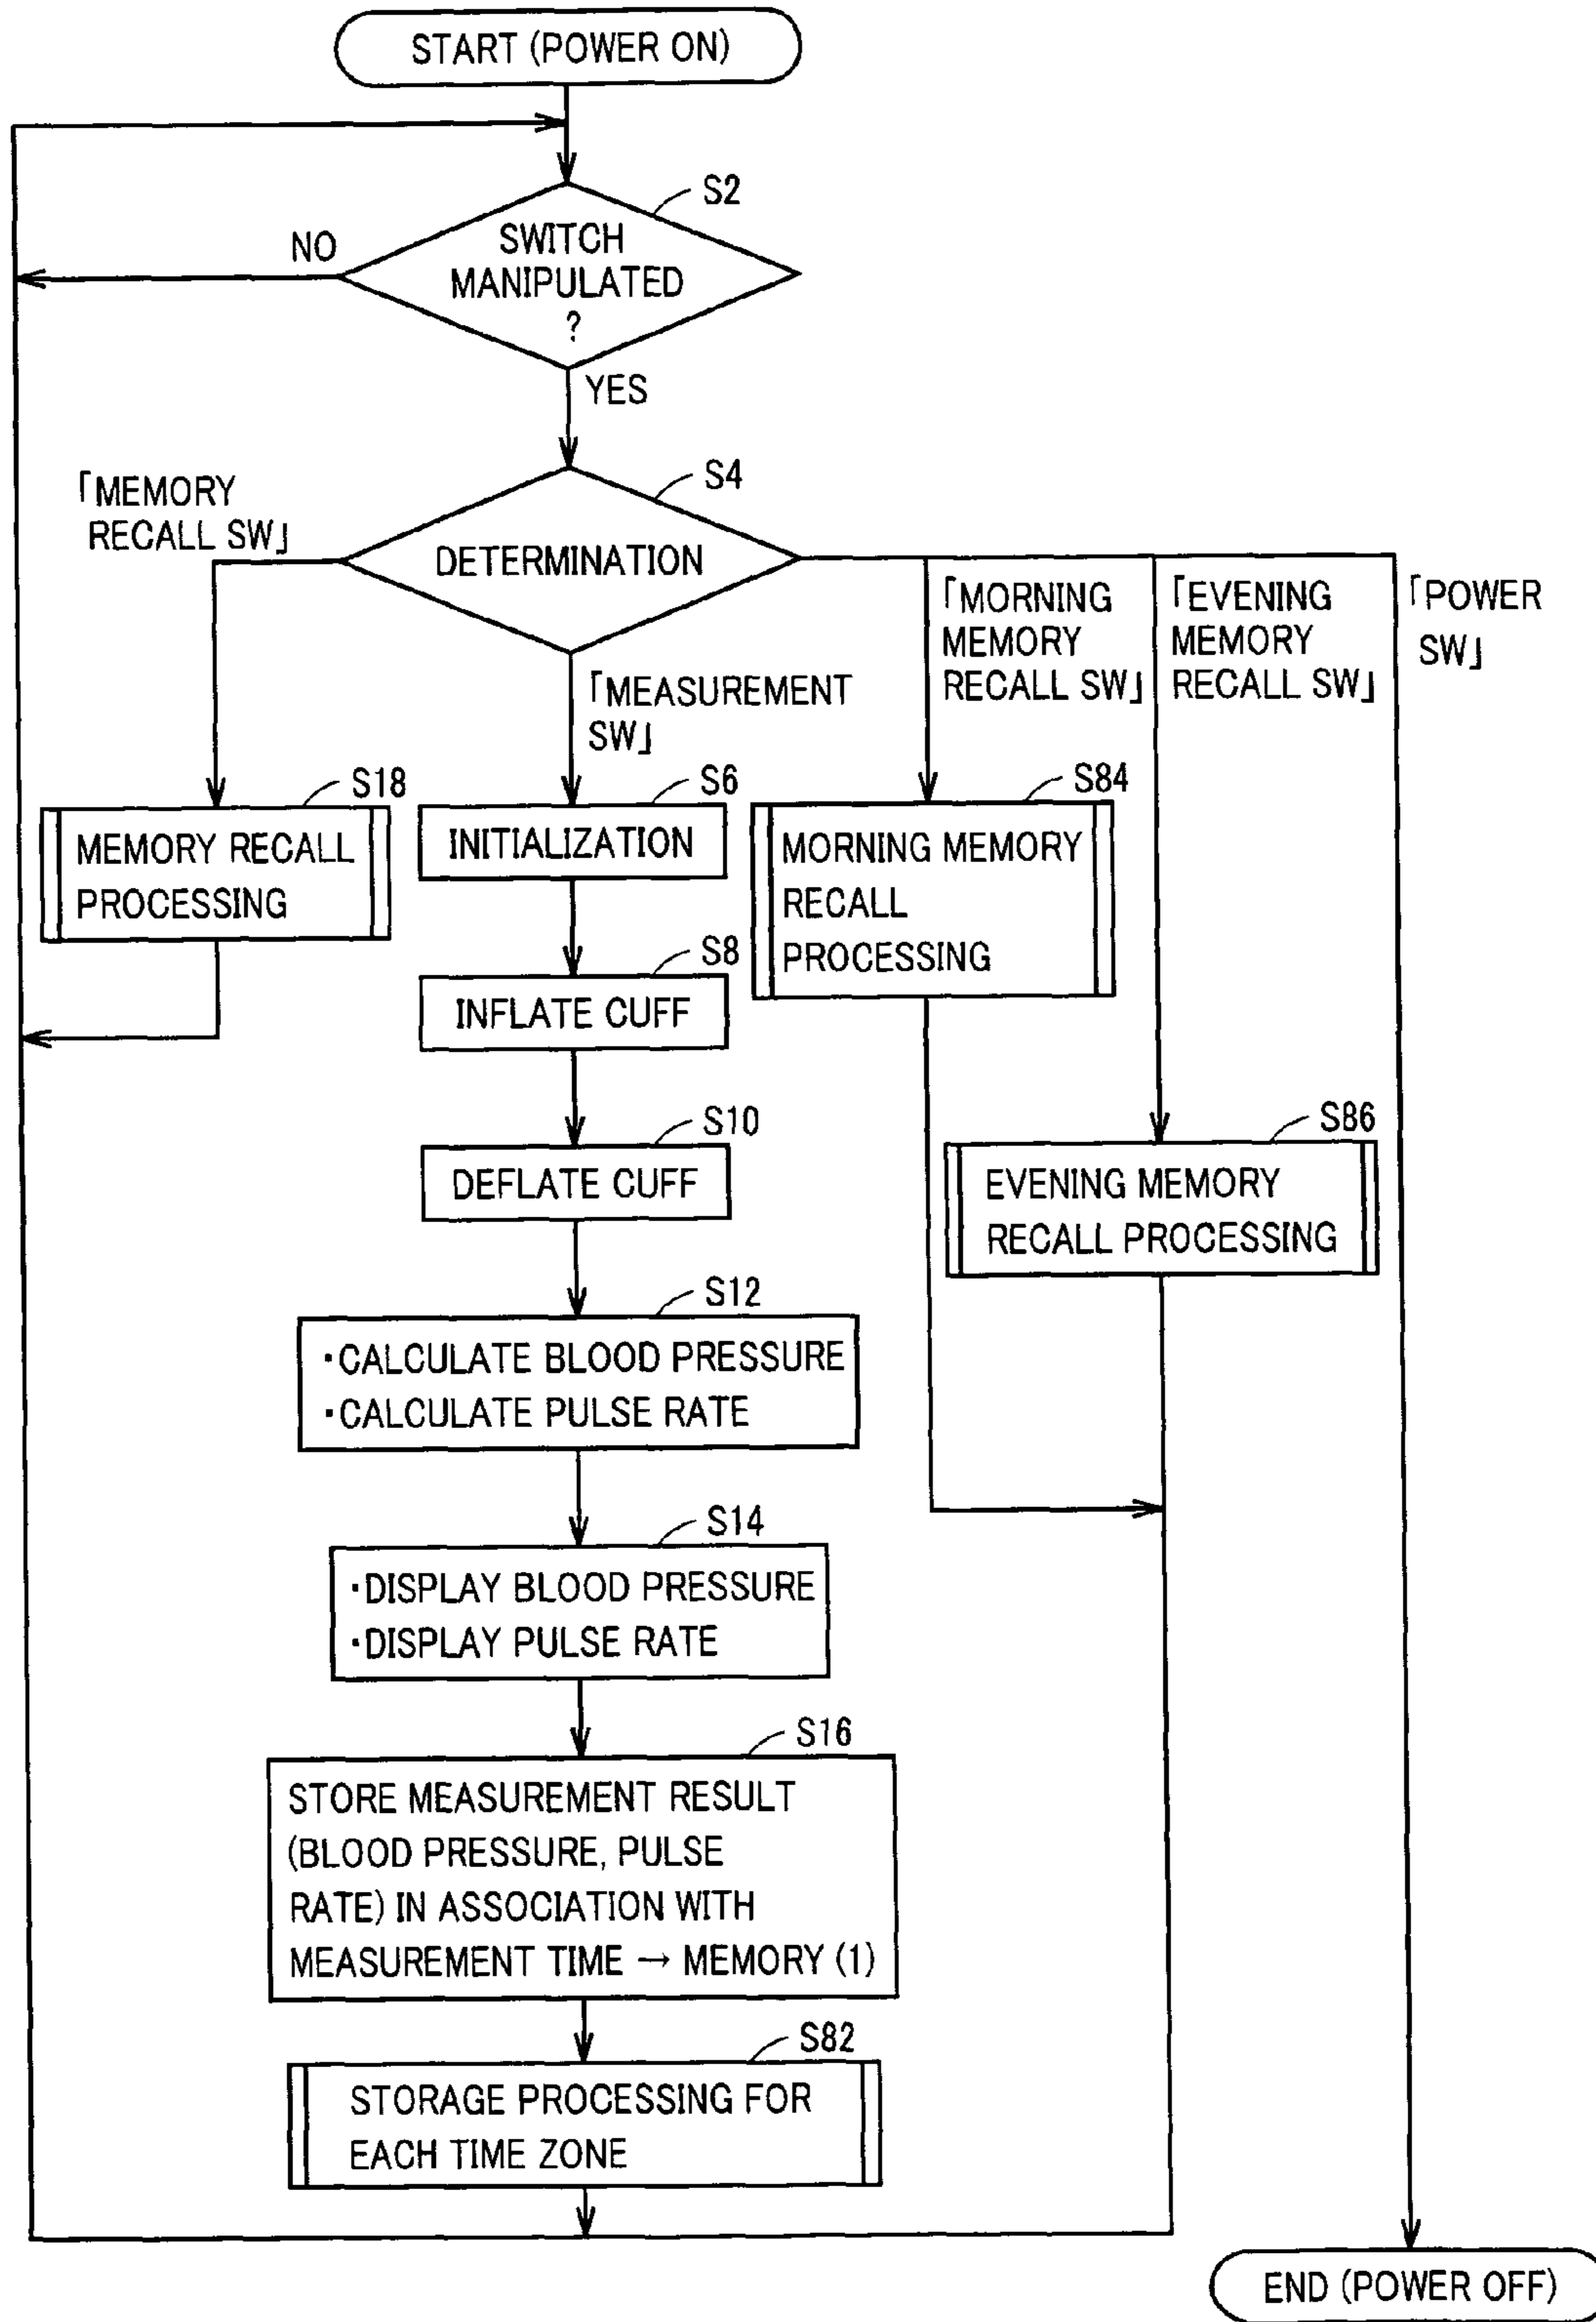 START (POWER ON)
S2
NO
SWITCH
MANIPULATED
?
YES
S4
「MEMORY
RECALL SW」
DETERMINATION
「MORNING
MEMORY
RECALL SW」
「EVENING
MEMORY
RECALL SW」
「POWER
SW」
「MEASUREMENT
SW」
S18
MEMORY RECALL
PROCESSING
S6
INITIALIZATION
S84
MORNING MEMORY
RECALL
PROCESSING
S8
INFLATE CUFF
S10
DEFLATE CUFF
S86
EVENING MEMORY
RECALL PROCESSING
S12
・CALCULATE BLOOD PRESSURE
・CALCULATE PULSE RATE
S14
・DISPLAY BLOOD PRESSURE
・DISPLAY PULSE RATE
S16
STORE MEASUREMENT RESULT
(BLOOD PRESSURE, PULSE
RATE) IN ASSOCIATION WITH
MEASUREMENT TIME → MEMORY (1)
S82
STORAGE PROCESSING FOR
EACH TIME ZONE
END (POWER OFF)